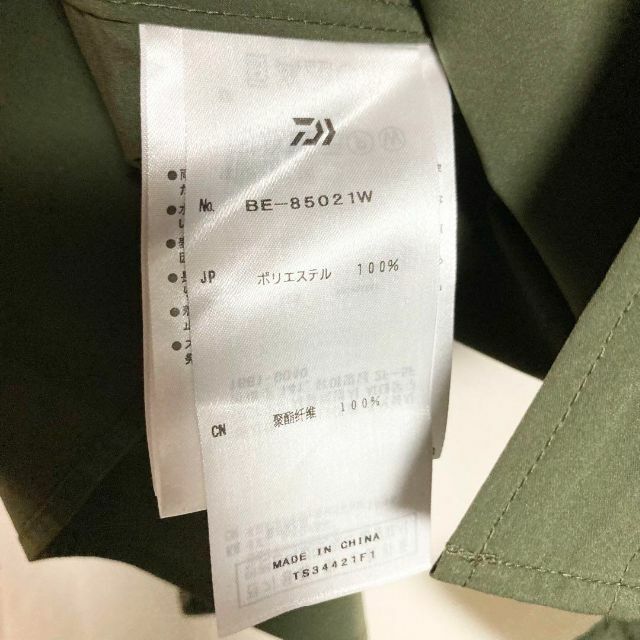 No. BE-85021W
JP ポリエステル 100%
CN 聚酯纤维 100%
MADE IN CHINA
TS34421F1